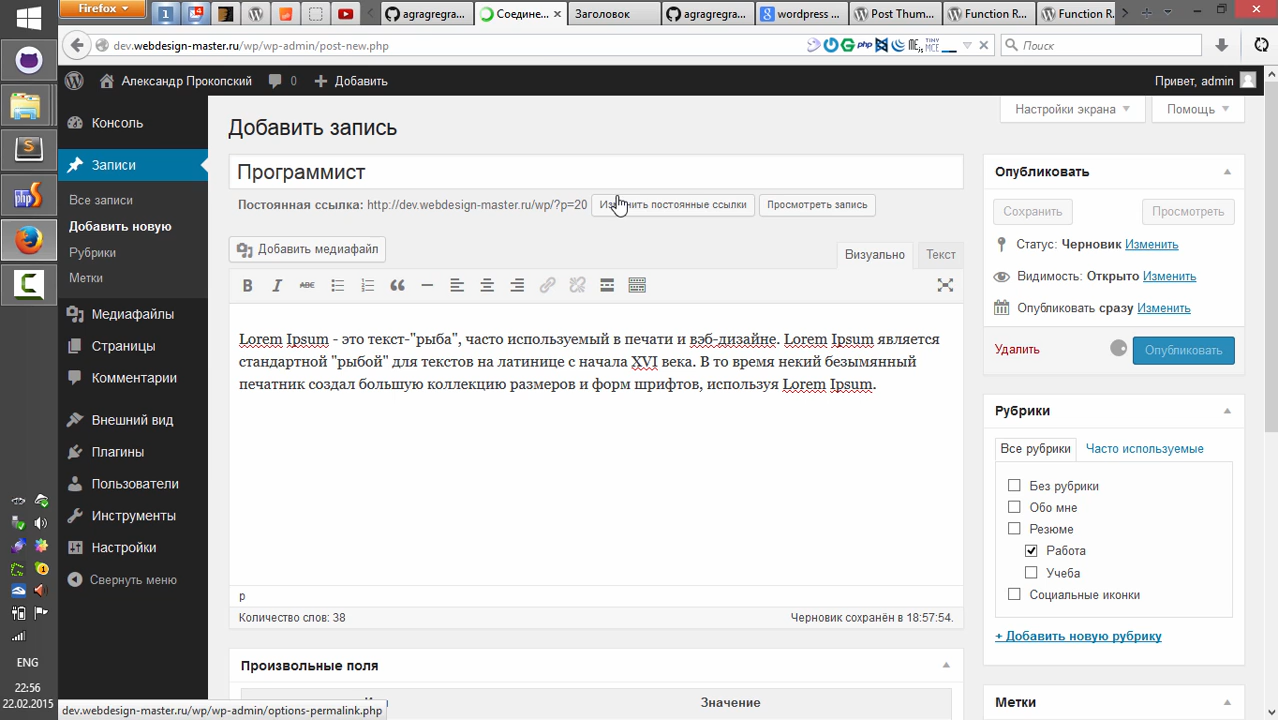 Firefox
agragregra...
Соедине...
Заголовок
agragregra...
wordpress ...
Post Thum...
Function R...
Function R...
dev.webdesign-master.ru/wp/wp-admin/post-new.php
php
TINY MCE
Поиск
Александр Прокопский
0
Добавить
Привет, admin
Настройки экрана
Помощь
Консоль
Записи
Все записи
Добавить новую
Рубрики
Метки
Медиафайлы
Страницы
Комментарии
Внешний вид
Плагины
Пользователи
Инструменты
Настройки
Свернуть меню
Добавить запись
Программист
Постоянная ссылка: http://dev.webdesign-master.ru/wp/?p=20
постоянные ссылки
Просмотреть запись
Добавить медиафайл
Визуально
Текст
B I ABC
Lorem Ipsum - это текст-"рыба", часто используемый в печати и вэб-дизайне. Lorem Ipsum является
стандартной "рыбой" для текстов на латинице с начала XVI века. В то время некий безымянный
печатник создал большую коллекцию размеров и форм шрифтов, используя Lorem Ipsum.
p
Количество слов: 38
Черновик сохранён в 18:57:54.
Произвольные поля
Значение
Опубликовать
Сохранить
Просмотреть
Статус: Черновик Изменить
Видимость: Открыто Изменить
Опубликовать сразу Изменить
Удалить
Опубликовать
Рубрики
Все рубрики
Часто используемые
Без рубрики
Обо мне
Резюме
Работа
Учеба
Социальные иконки
+ Добавить новую рубрику
Метки
ENG
22:56
22.02.2015
dev.webdesign-master.ru/wp/wp-admin/options-permalink.php